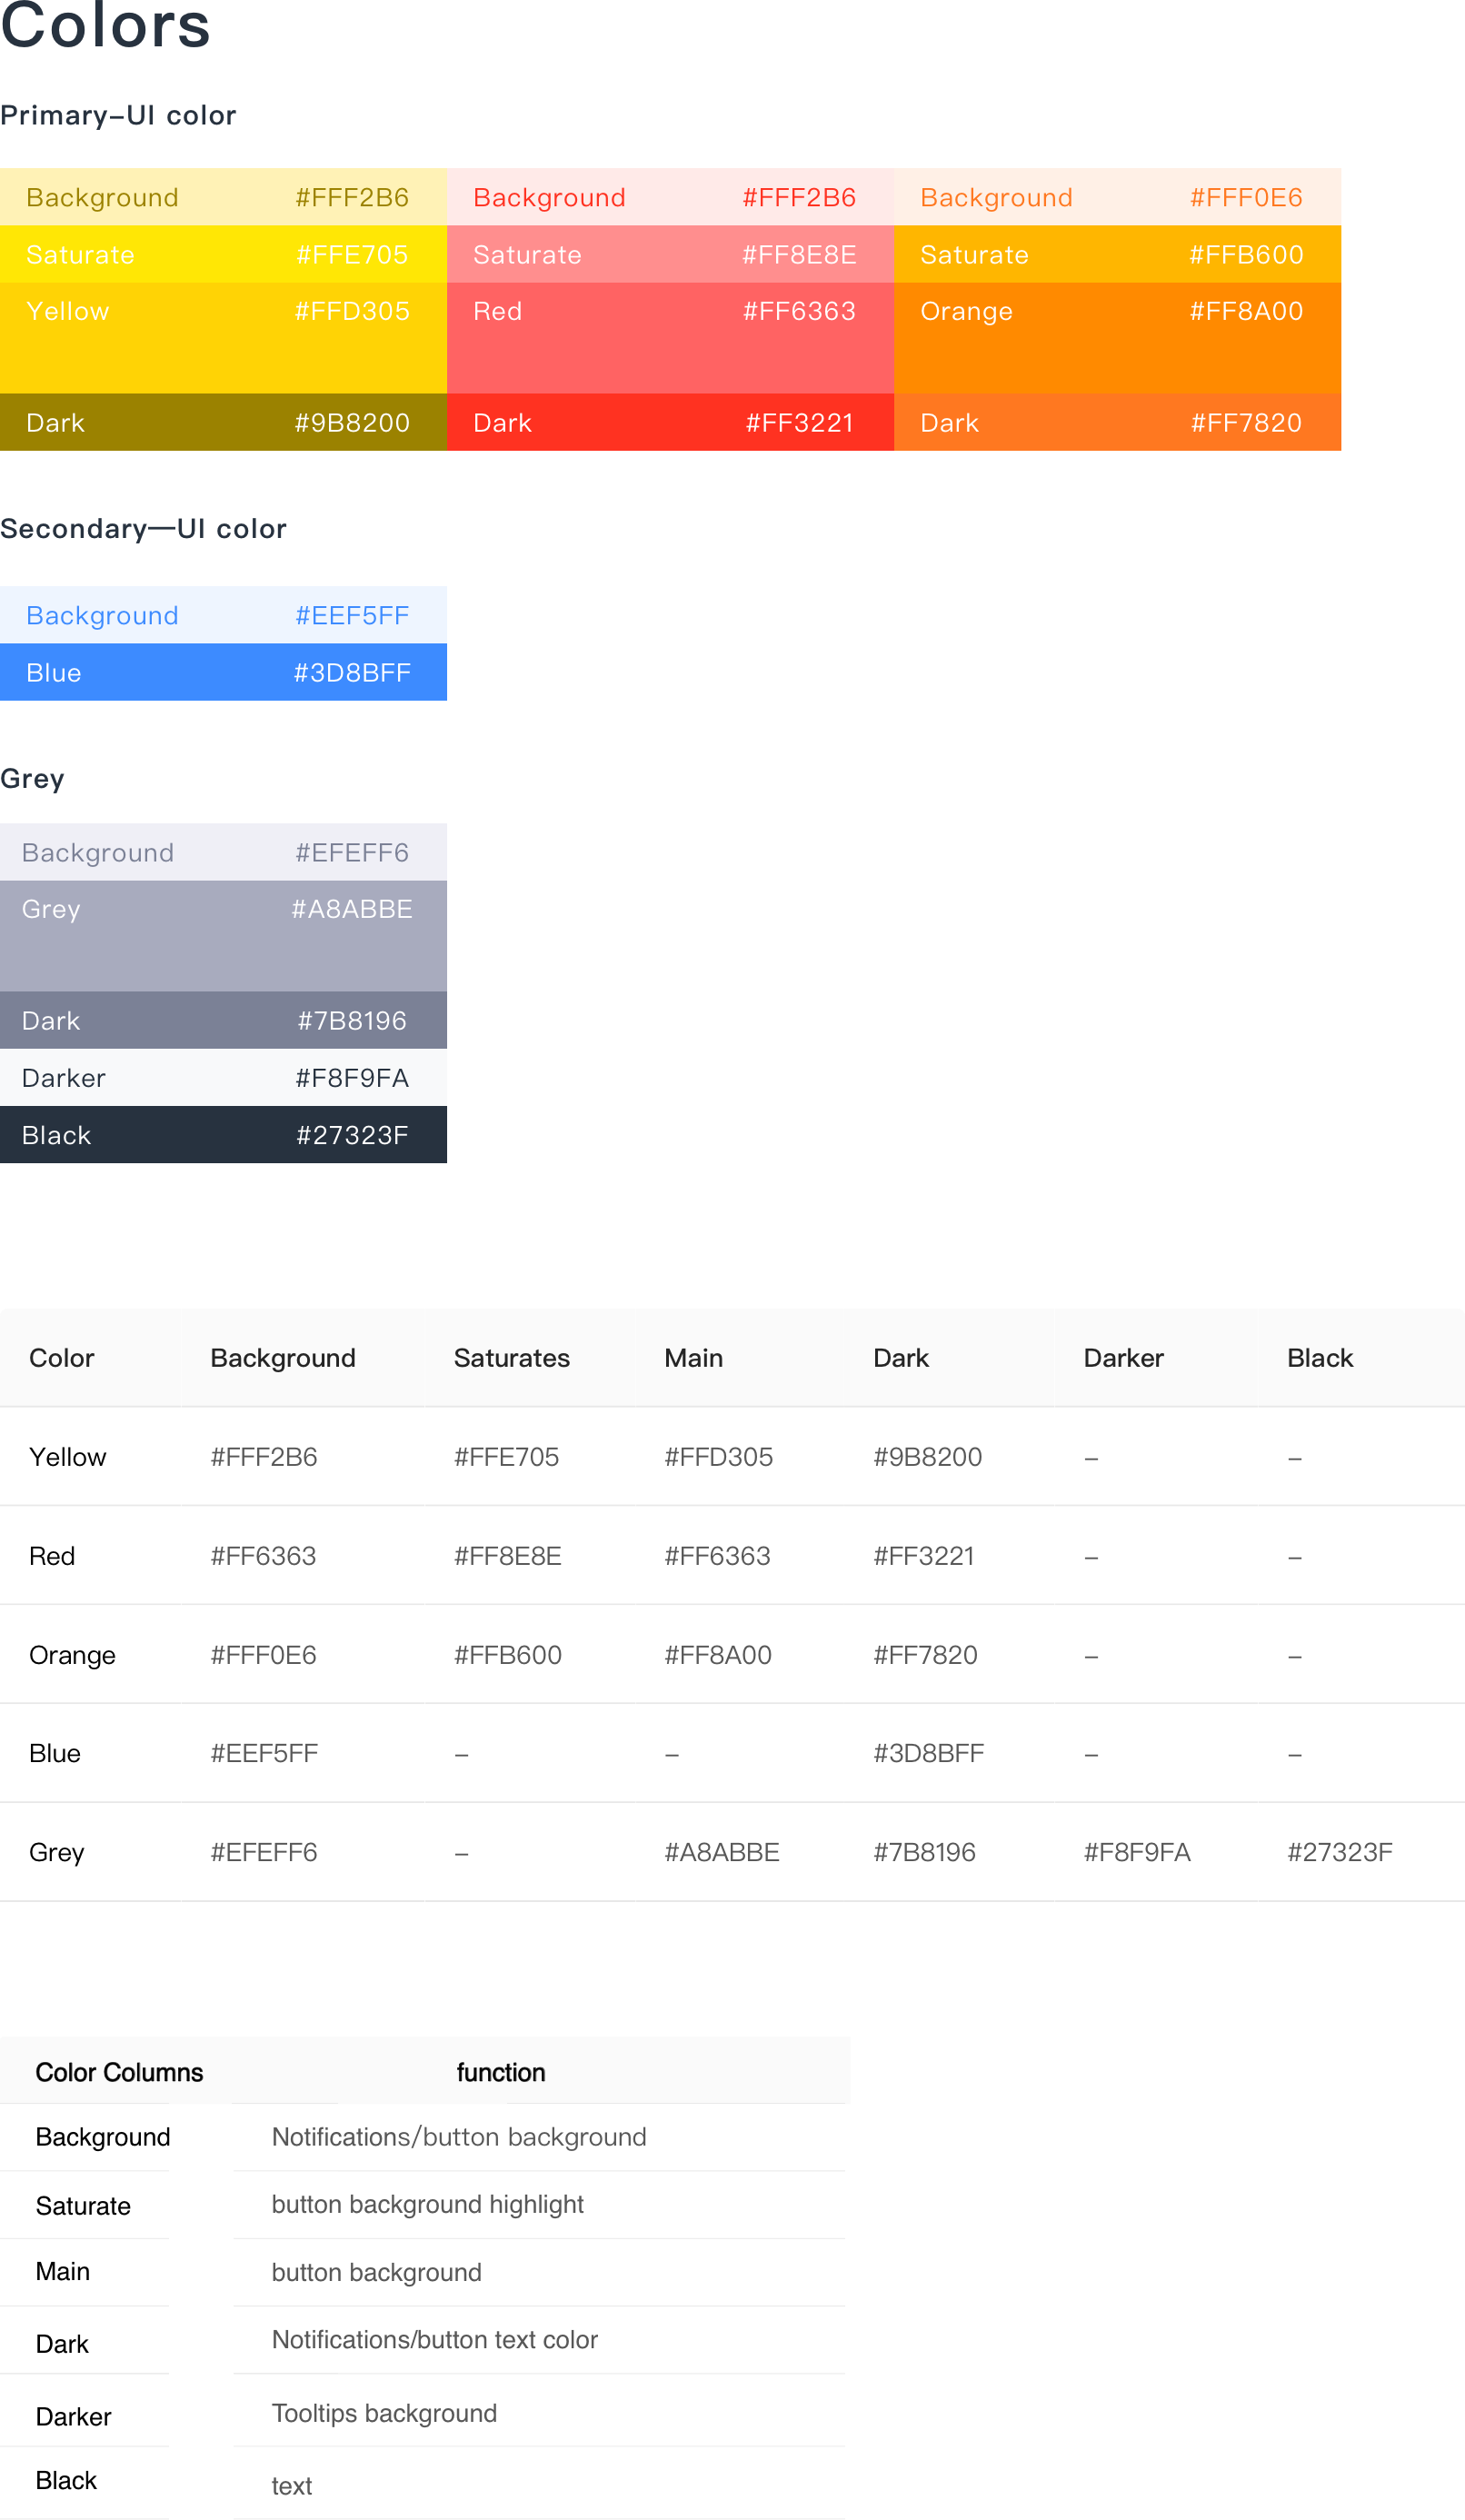 Colors
Primary–UI color
Background #FFF2B6 Background #FFF2B6 Background #FFF0E6
Saturate #FFE705 Saturate #FF8E8E Saturate #FFB600
Yellow #FFD305 Red #FF6363 Orange #FF8A00
Dark #9B8200 Dark #FF3221 Dark #FF7820
Secondary—UI color
Background #EEF5FF
Blue #3D8BFF
Grey
Background #EFEFF6
Grey #A8ABBE
Dark #7B8196
Darker #F8F9FA
Black #27323F
Color Background Saturates Main Dark Darker Black
Yellow #FFF2B6 #FFE705 #FFD305 #9B8200 – –
Red #FF6363 #FF8E8E #FF6363 #FF3221 – –
Orange #FFF0E6 #FFB600 #FF8A00 #FF7820 – –
Blue #EEF5FF – – #3D8BFF – –
Grey #EFEFF6 – #A8ABBE #7B8196 #F8F9FA #27323F
Color Columns function
Background Notifications/button background
Saturate button background highlight
Main button background
Dark Notifications/button text color
Darker Tooltips background
Black text